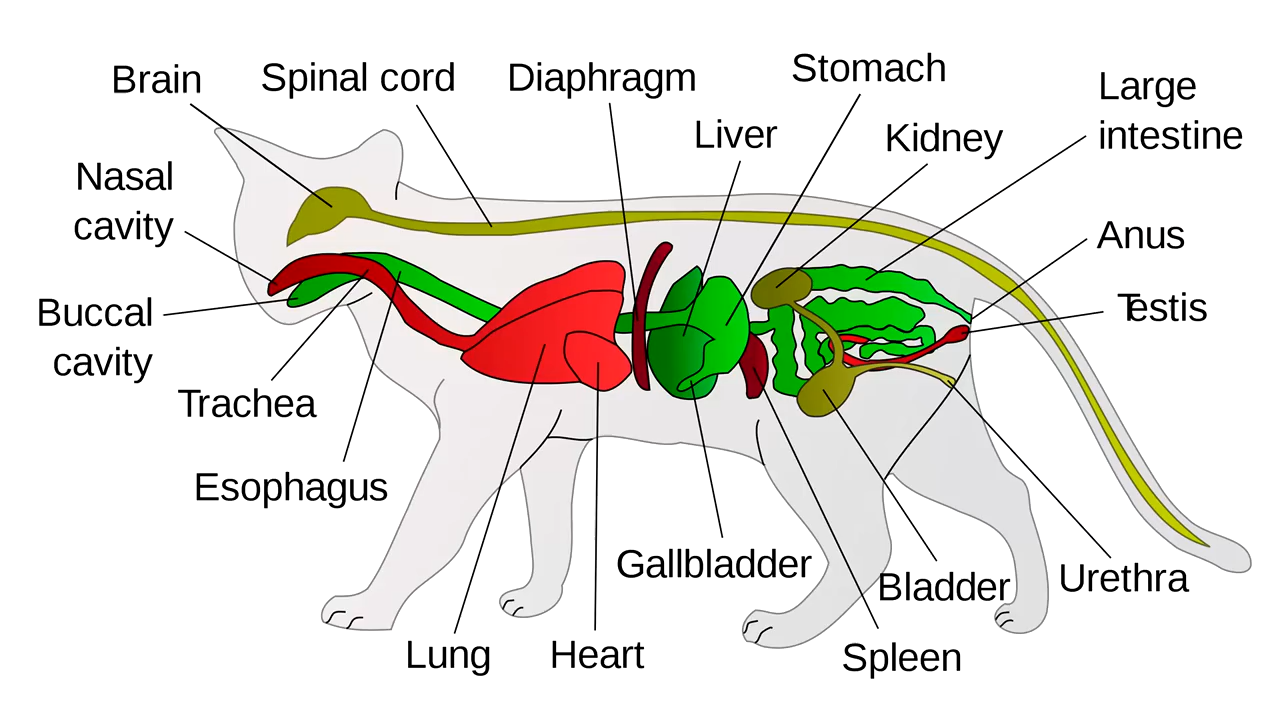 Brain
Spinal cord
Diaphragm
Stomach
Large
intestine
Liver
Kidney
Nasal
cavity
Anus
Buccal
cavity
Testis
Trachea
Esophagus
Gallbladder
Bladder
Urethra
Lung
Heart
Spleen